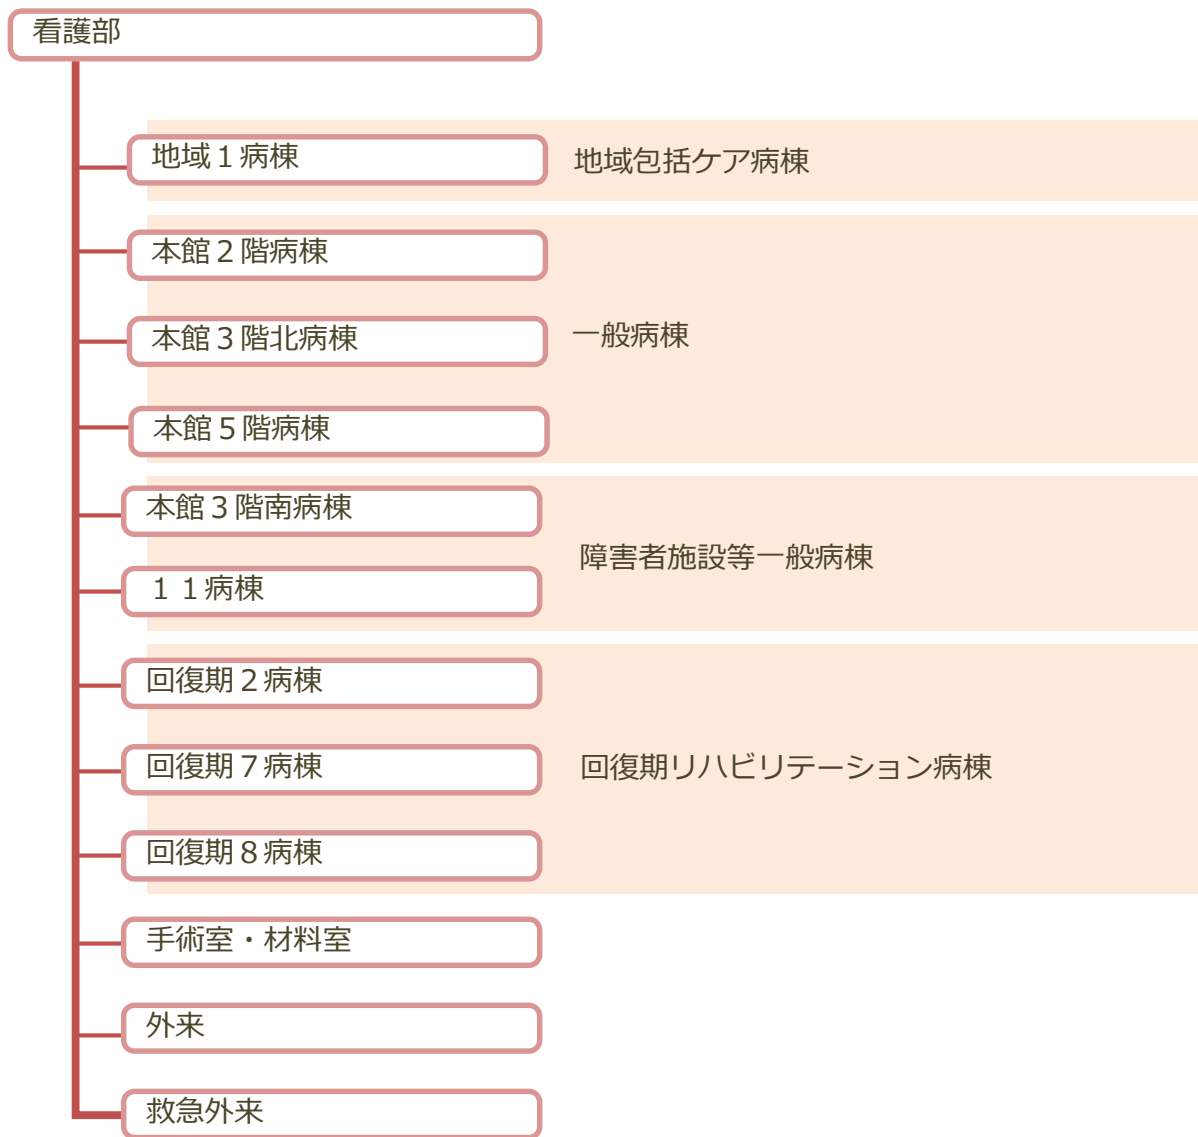 看護部
地域１病棟
地域包括ケア病棟
本館２階病棟
本館３階北病棟
一般病棟
本館５階病棟
本館３階南病棟
障害者施設等一般病棟
１１病棟
回復期２病棟
回復期７病棟
回復期リハビリテーション病棟
回復期８病棟
手術室・材料室
外来
救急外来